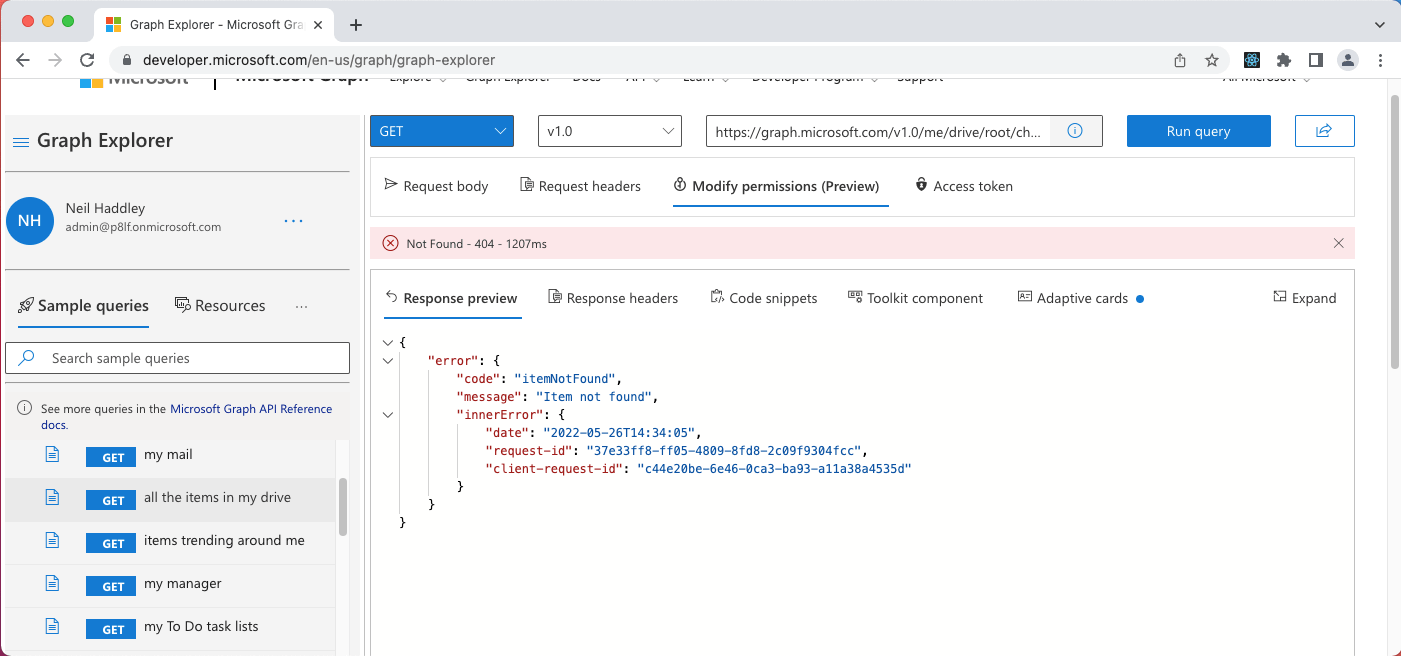 Graph Explorer - Microsoft Gra
developer.microsoft.com/en-us/graph/graph-explorer
Microsoft Microsoft Graph Explore Graph Explorer Docs API Learn Developer Program Support All Microsoft
Graph Explorer
NH
Neil Haddley
admin@p8lf.onmicrosoft.com
Sample queries Resources
Search sample queries
See more queries in the Microsoft Graph API Reference
docs.
GET my mail
GET all the items in my drive
GET items trending around me
GET my manager
GET my To Do task lists
GET v1.0 https://graph.microsoft.com/v1.0/me/drive/root/ch... Run query
Request body Request headers Modify permissions (Preview) Access token
Not Found - 404 - 1207ms
Response preview Response headers Code snippets Toolkit component Adaptive cards Expand
{
"error": {
"code": "itemNotFound",
"message": "Item not found",
"innerError": {
"date": "2022-05-26T14:34:05",
"request-id": "37e33ff8-ff05-4809-8fd8-2c09f9304fcc",
"client-request-id": "c44e20be-6e46-0ca3-ba93-a11a38a4535d"
}
}
}